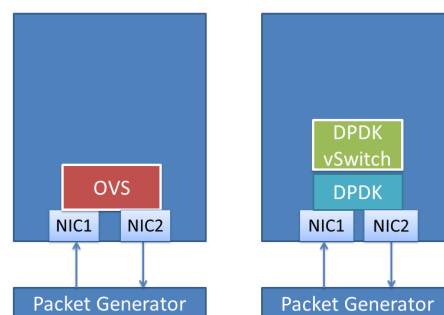 OVS
NIC1
NIC2
Packet Generator
DPDK
vSwitch
DPDK
NIC1
NIC2
Packet Generator